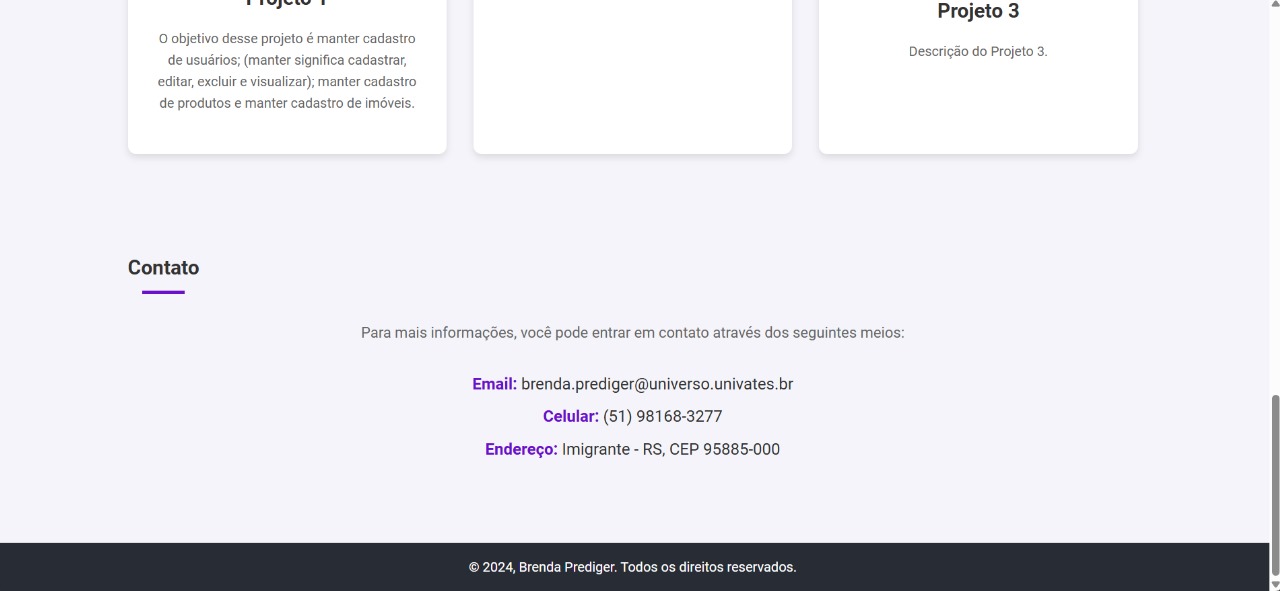 Projeto 1
O objetivo desse projeto é manter cadastro
de usuários; (manter significa cadastrar,
editar, excluir e visualizar); manter cadastro
de produtos e manter cadastro de imóveis.
Projeto 3
Descrição do Projeto 3.
Contato
Para mais informações, você pode entrar em contato através dos seguintes meios:
Email: brenda.prediger@universo.univates.br
Celular: (51) 98168-3277
Endereço: Imigrante - RS, CEP 95885-000
© 2024, Brenda Prediger. Todos os direitos reservados.